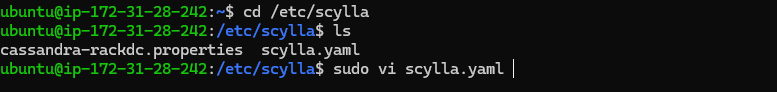 ubuntu@ip-172-31-28-242:~$ cd /etc/scylla
ubuntu@ip-172-31-28-242:/etc/scylla$ ls
cassandra-rackdc.properties  scylla.yaml
ubuntu@ip-172-31-28-242:/etc/scylla$ sudo vi scylla.yaml